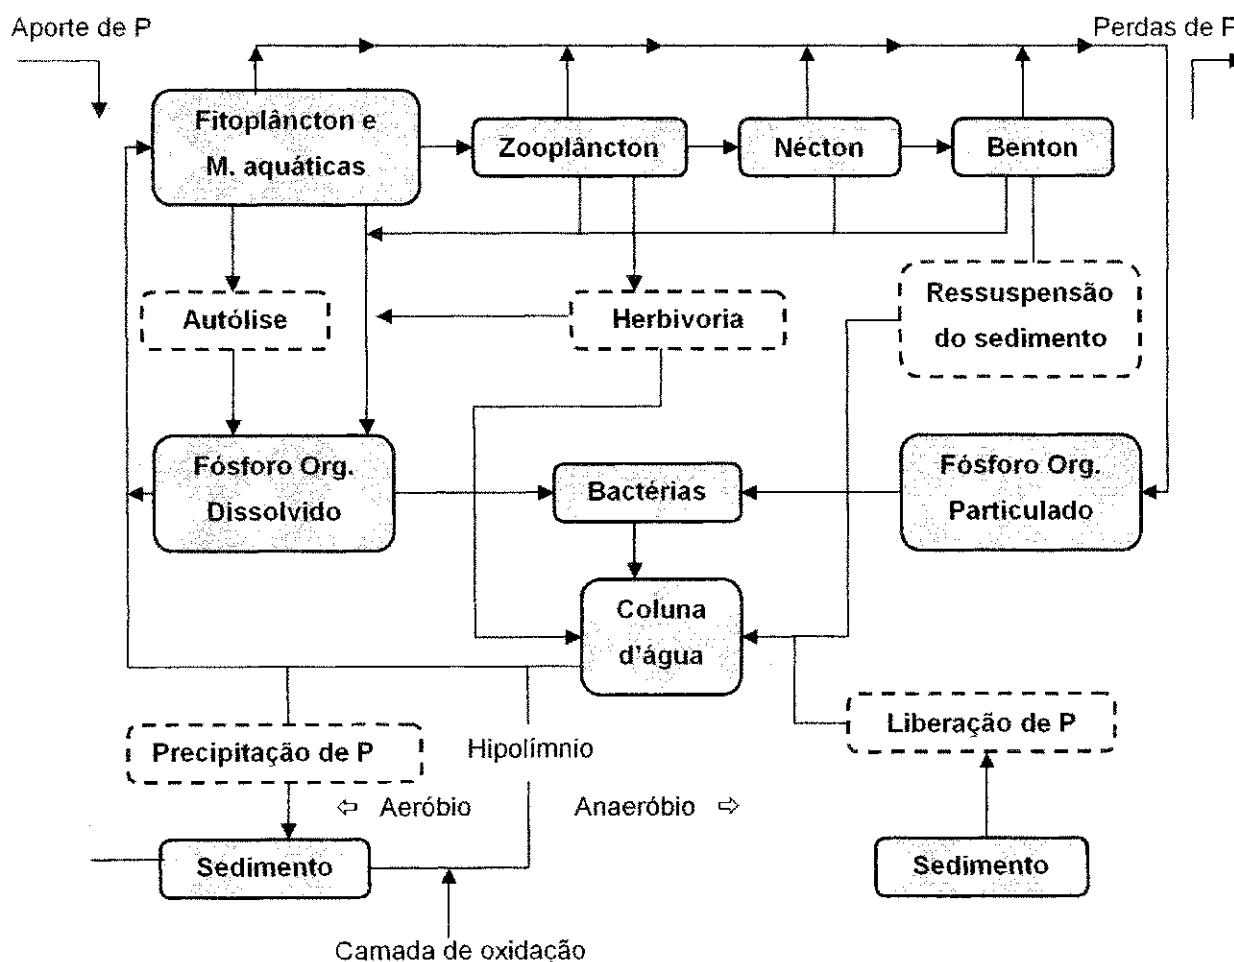 Aporte de P
Perdas de P
Fitoplâncton e
M. aquáticas
Zooplâncton
Nécton
Benton
Autólise
Herbivoria
Ressuspensão
do sedimento
Fósforo Org.
Dissolvido
Bactérias
Fósforo Org.
Particulado
Coluna
d'água
Precipitação de P
Hipolímnio
Liberação de P
⇦ Aeróbio
Anaeróbio ⇨
Sedimento
Sedimento
Camada de oxidação